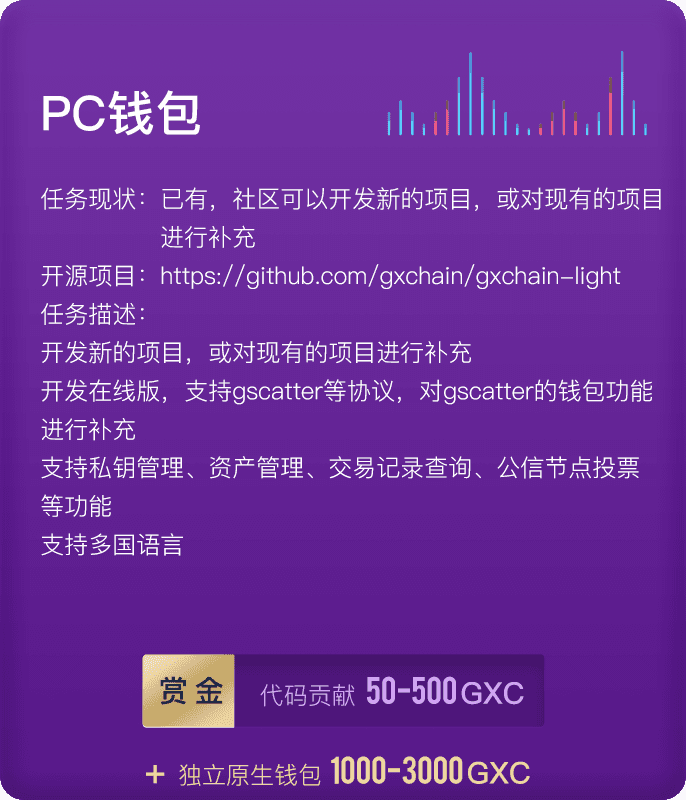 PC钱包
任务现状：已有，社区可以开发新的项目，或对现有的项目
进行补充
开源项目：https://github.com/gxchain/gxchain-light
任务描述：
开发新的项目，或对现有的项目进行补充
开发在线版，支持gscatter等协议，对gscatter的钱包功能
进行补充
支持私钥管理、资产管理、交易记录查询、公信节点投票
等功能
支持多国语言
赏金 代码贡献 50-500GXC
+ 独立原生钱包 1000-3000GXC